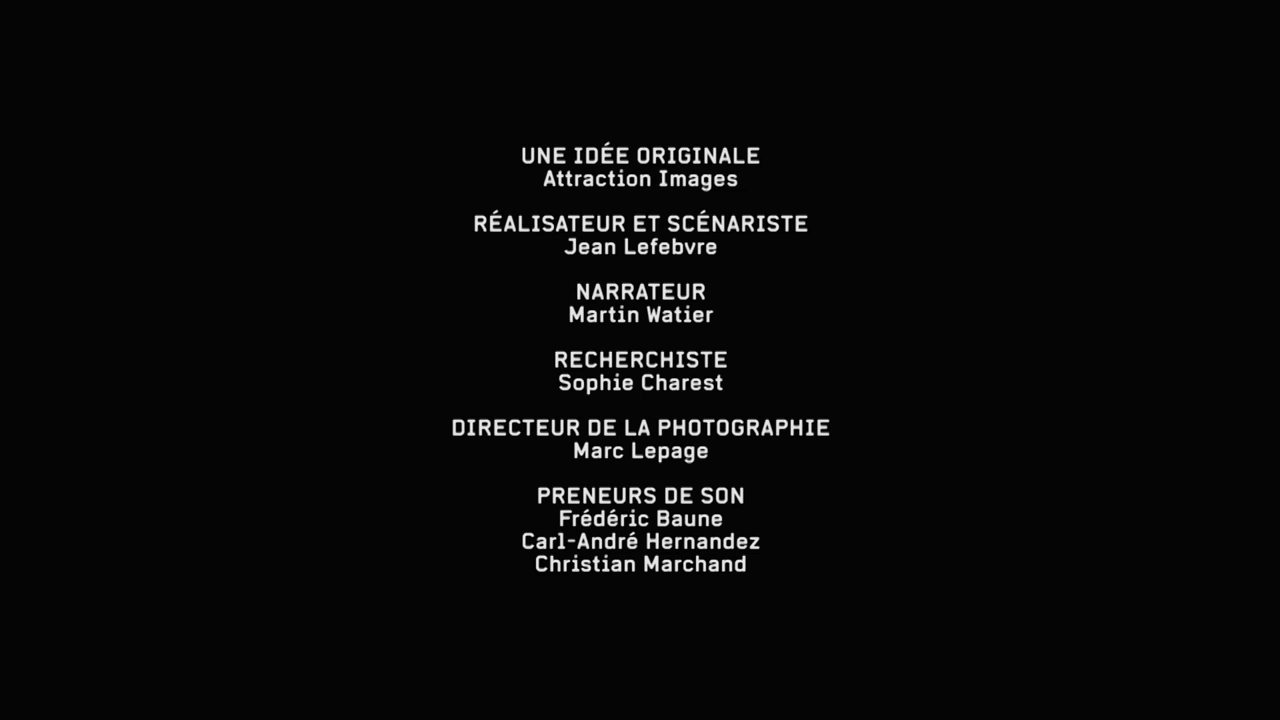 UNE IDÉE ORIGINALE
Attraction Images
RÉALISATEUR ET SCÉNARISTE
Jean Lefebvre
NARRATEUR
Martin Watier
RECHERCHISTE
Sophie Charest
DIRECTEUR DE LA PHOTOGRAPHIE
Marc Lepage
PRENEURS DE SON
Frédéric Baune
Carl-André Hernandez
Christian Marchand